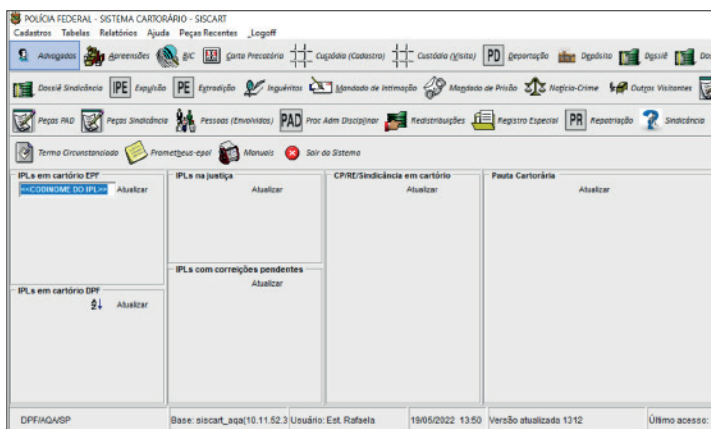 POLÍCIA FEDERAL - SISTEMA CARTORÁRIO - SISCART
Cadastros Tabelas Relatórios Ajuda Peças Recentes _Logoff
Advogados Apreensões BIC Carta Precatória Custódia (Cadastro) Custódia (Visita) PD Deportação Depósito Dossiê Dos
Dossiê Sindicância IPE Expulsão PE Extradição Inquéritos Mandado de Intimação Mandado de Prisão Notícia-Crime Outros Visitantes
Peças PAD Peças Sindicância Pessoas (Envolvidas) PAD Proc Adm Disciplinar Redistribuições Registro Especial PR Repatriação Sindicância
Termo Circunstanciado Prometheus-epol Manuais Sair do Sistema
IPLs em cartório EPF IPLs na justiça CP/RE/Sindicância em cartório Pauta Cartorária
<<CODINOME DO IPL>> Atualizar Atualizar Atualizar Atualizar
IPLs com correições pendentes
Atualizar
IPLs em cartório DPF
Atualizar
DPF/AQA/SP Base: siscart_aqa(10.11.52.3 Usuário: Est. Rafaela 19/05/2022 13:50 Versão atualizada 1312 Último acesso: